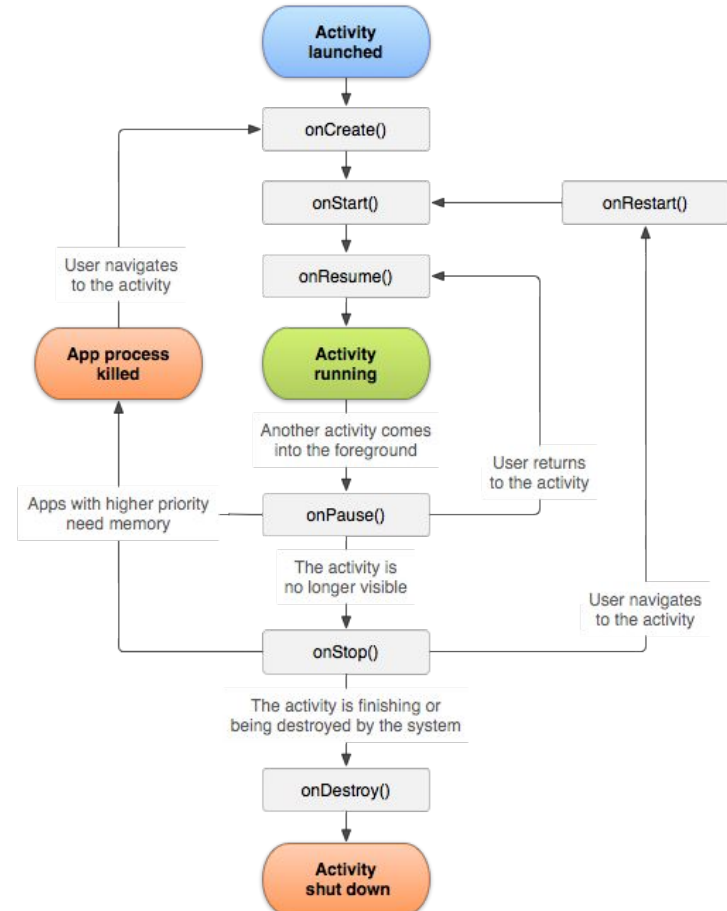 Activity
launched
onCreate()
onStart()
onRestart()
User navigates
to the activity
onResume()
App process
killed
Activity
running
Another activity comes
into the foreground
User returns
to the activity
Apps with higher priority
need memory
onPause()
The activity is
no longer visible
User navigates
to the activity
onStop()
The activity is finishing or
being destroyed by the system
onDestroy()
Activity
shut down